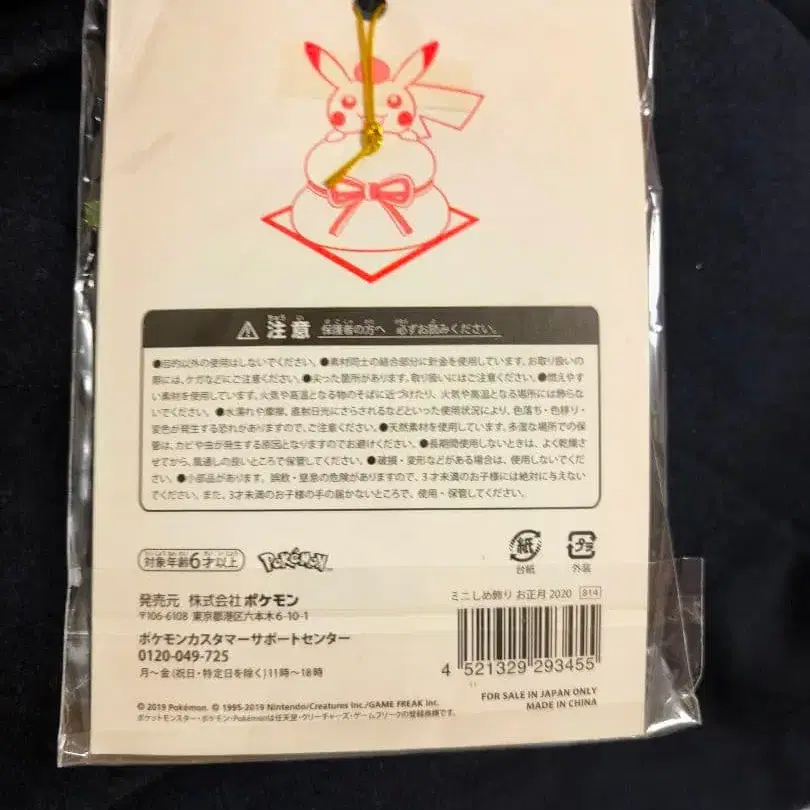 注意 保護者の方へ 必ずお読みください。
●目的以外の使用はしないでください。●素材同士の結合部分に針金を使用しています。お取り扱いの
際には、ケガなどにご注意ください。●尖った箇所があります。取り扱いにはご注意ください。●燃えやす
い素材を使用しています。火気や高温となる物のそばに近づけたり、火気や高温となる場所には飾らな
いでください。●水濡れや摩擦、直射日光にさらされるなどといった使用状況により、色落ち・色移り・
変色が発生する恐れがありますので、ご注意ください。●天然素材を使用しています。多湿な場所での保
管は、カビや虫が発生する原因となりますのでお避けください。●長期間使用しないときは、よく乾燥
させてから、風通しの良いところで保管してください。●破損・変形などがある場合は、使用しないでくだ
さい。●小部品があります。誤飲・窒息の危険がありますので、3才未満のお子様には絶対に与えない
でください。また、3才未満のお子様の手の届かないところで、使用・保管してください。
対象年齢6才以上
POKéMON
紙
台紙
プラ
外装
発売元 株式会社ポケモン
〒106-6108 東京都港区六本木6-10-1
ポケモンカスタマーサポートセンター
0120-049-725
月〜金(祝日・特定日を除く)11時〜18時
ミニしめ飾り お正月 2020 814
4 521329 293455
FOR SALE IN JAPAN ONLY
MADE IN CHINA
© 2019 Pokémon. © 1995-2019 Nintendo/Creatures Inc./GAME FREAK inc.
ポケットモンスター・ポケモン・Pokémonは任天堂・クリーチャーズ・ゲームフリークの登録商標です。